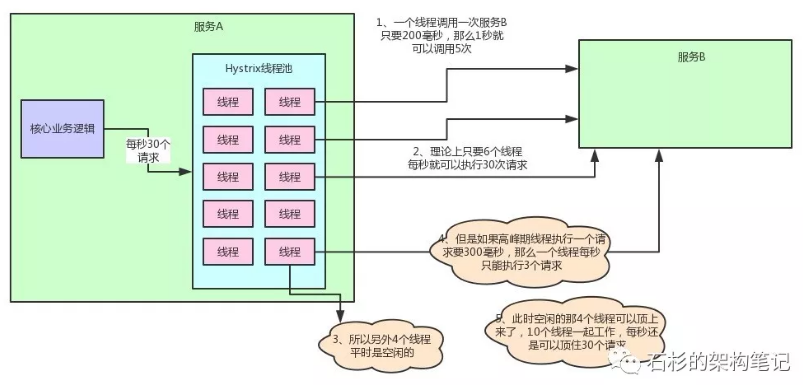 服务A
1、一个线程调用一次服务B
只要200毫秒，那么1秒就
可以调用5次
服务B
Hystrix线程池
线程
线程
核心业务逻辑
每秒30个
请求
线程
线程
2、理论上只要6个线程
每秒就可以执行30次请求
线程
线程
线程
线程
线程
线程
4、但是如果高峰期线程执行一个请
求要300毫秒，那么一个线程每秒
只能执行3个请求
3、所以另外4个线程
平时是空闲的
5、此时空闲的那4个线程可以顶上
来了，10个线程一起工作，每秒还
是可以顶住30个请求
石杉的架构笔记